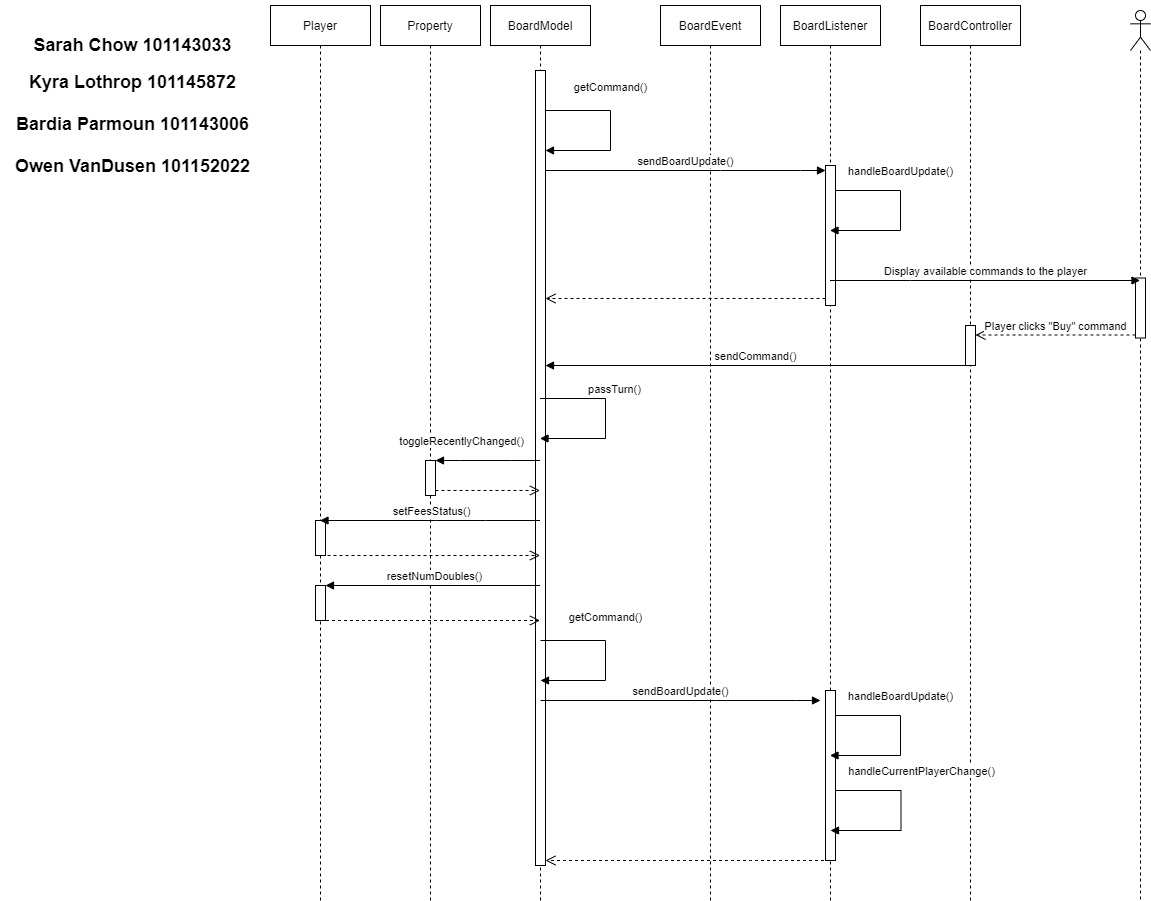 Player
Property
BoardModel
BoardEvent
BoardListener
BoardController
Sarah Chow 101143033
Kyra Lothrop 101145872
Bardia Parmoun 101143006
Owen VanDusen 101152022
getCommand()
sendBoardUpdate()
handleBoardUpdate()
Display available commands to the player
Player clicks "Buy" command
sendCommand()
passTurn()
toggleRecentlyChanged()
setFeesStatus()
resetNumDoubles()
getCommand()
sendBoardUpdate()
handleBoardUpdate()
handleCurrentPlayerChange()